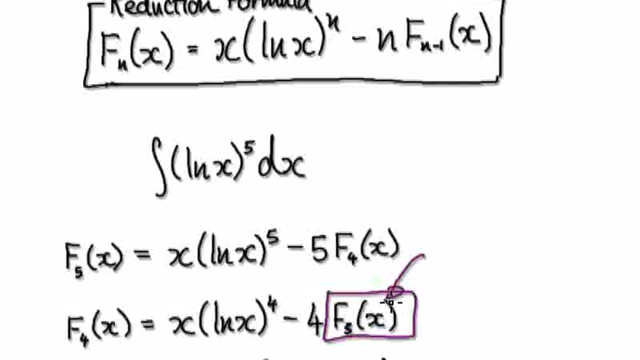 Reduction Formula
Fₙ(x) = x(ln x)ⁿ − n Fₙ₋₁(x)
∫(ln x)⁵ dx
F₅(x) = x(ln x)⁵ − 5 F₄(x)
F₄(x) = x(ln x)⁴ − 4 F₃(x)